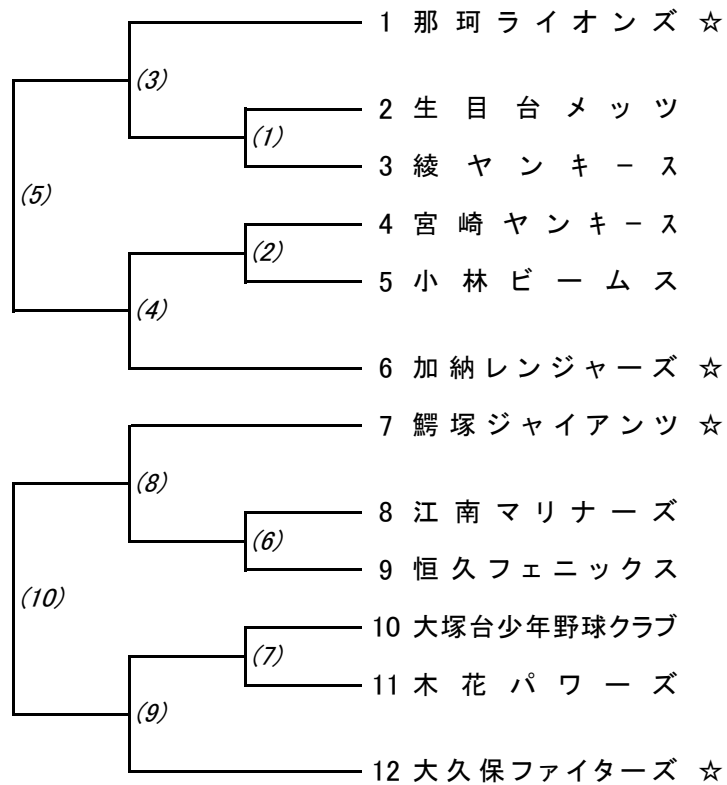 1 那珂ライオンズ ☆
(3)
2 生目台メッツ
(1)
3 綾ヤンキース
(5)
4 宮崎ヤンキース
(2)
5 小林ビームス
(4)
6 加納レンジャーズ ☆
7 鰐塚ジャイアンツ ☆
(8)
8 江南マリナーズ
(6)
9 恒久フェニックス
(10)
10 大塚台少年野球クラブ
(7)
11 木花パワーズ
(9)
12 大久保ファイターズ ☆